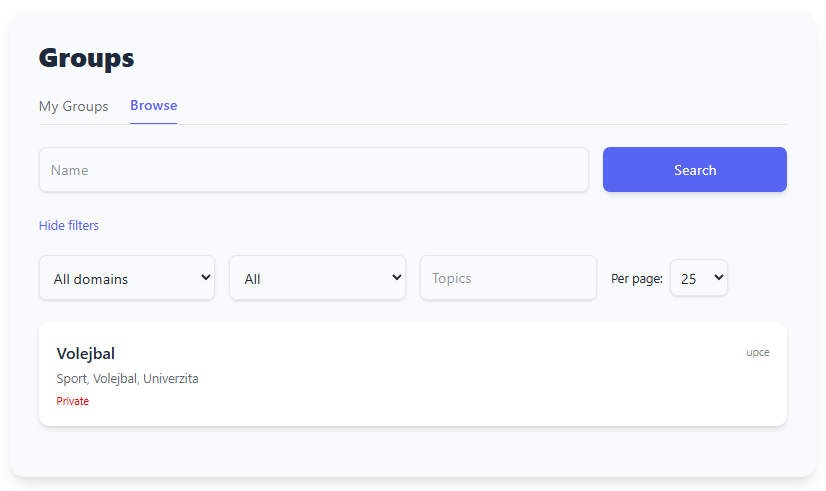 Groups
My Groups Browse
Name Search
Hide filters
All domains All Topics Per page: 25
Volejbal upce
Sport, Volejbal, Univerzita
Private